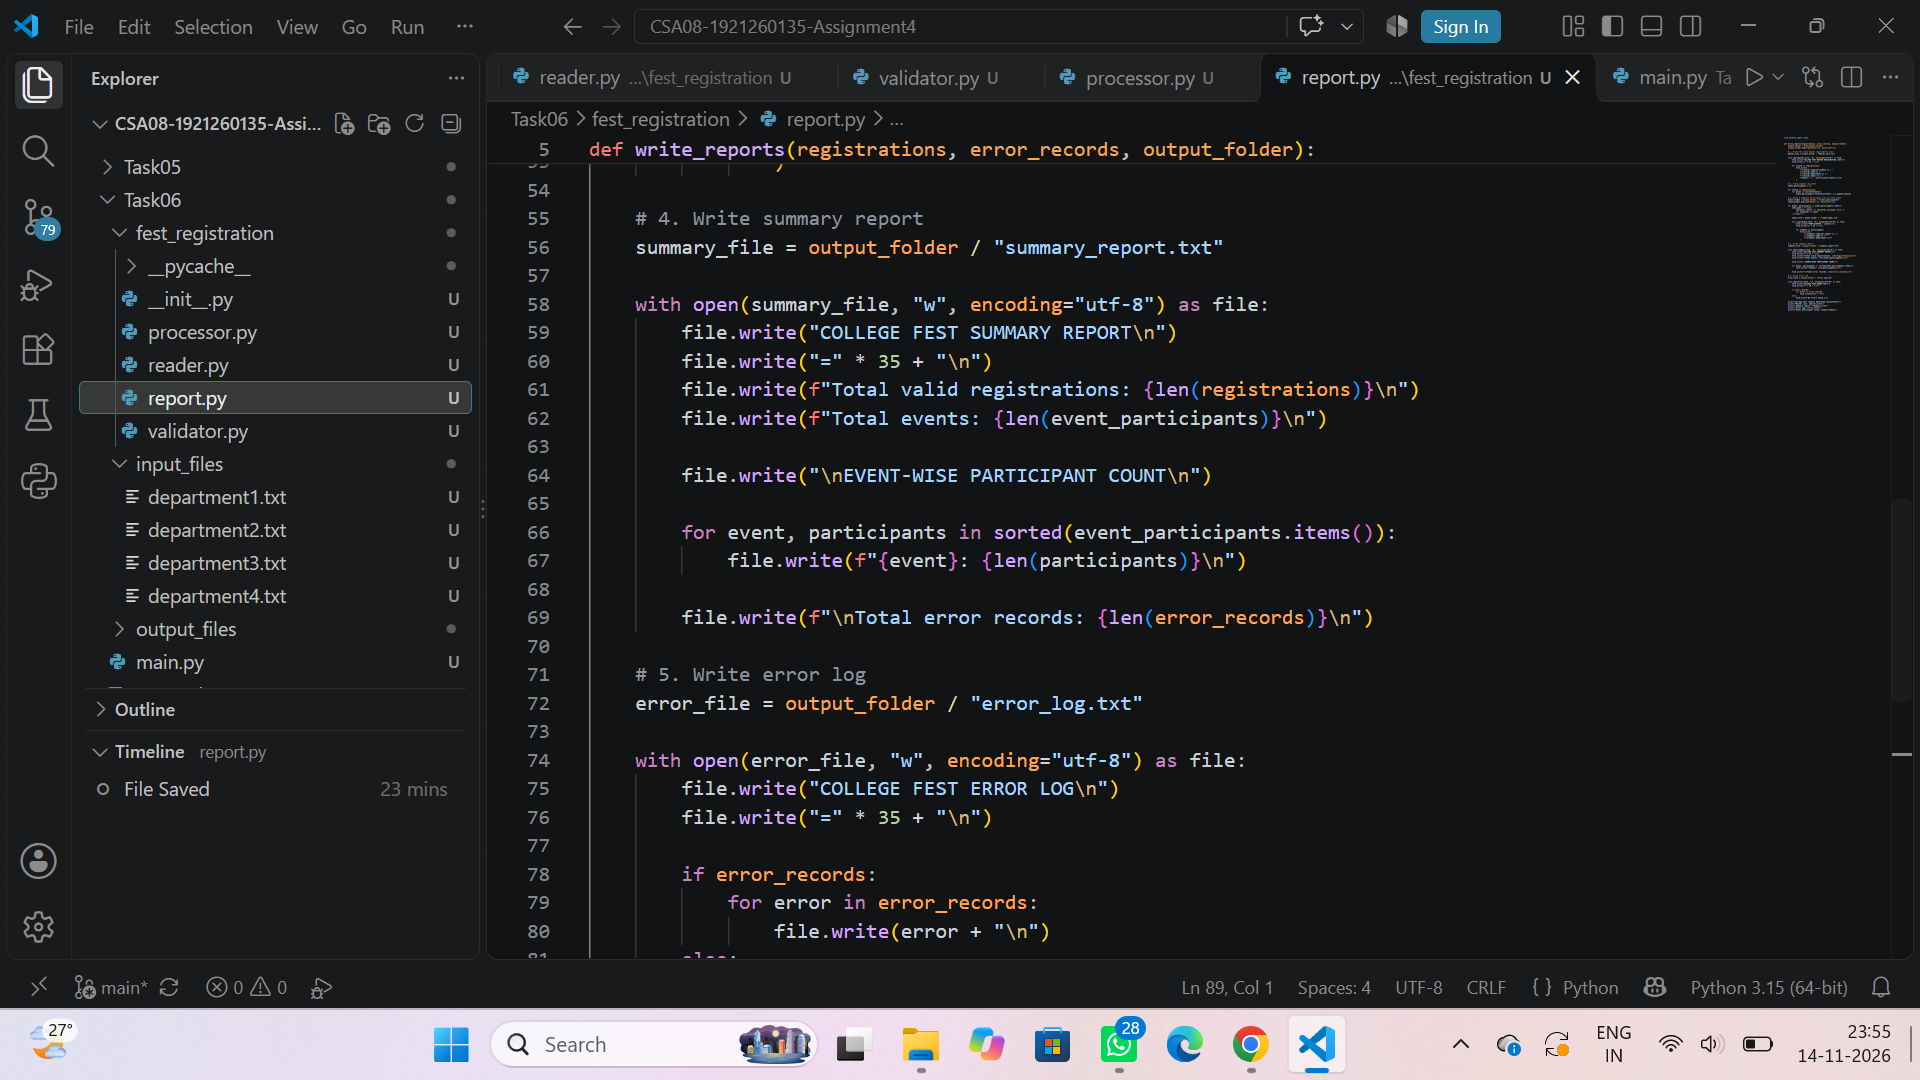 File Edit Selection View Go Run ... CSA08-1921260135-Assignment4 Sign In
Explorer
CSA08-1921260135-Assi...
Task05
Task06
fest_registration
__pycache__
__init__.py U
processor.py U
reader.py U
report.py U
validator.py U
input_files
department1.txt U
department2.txt U
department3.txt U
department4.txt U
output_files
main.py U
Outline
Timeline report.py
File Saved 23 mins
79
reader.py ...\fest_registration U validator.py U processor.py U report.py ...\fest_registration U main.py Ta
Task06 > fest_registration > report.py > ...
5 def write_reports(registrations, error_records, output_folder):
54
55 # 4. Write summary report
56 summary_file = output_folder / "summary_report.txt"
57
58 with open(summary_file, "w", encoding="utf-8") as file:
59 file.write("COLLEGE FEST SUMMARY REPORT\n")
60 file.write("=" * 35 + "\n")
61 file.write(f"Total valid registrations: {len(registrations)}\n")
62 file.write(f"Total events: {len(event_participants)}\n")
63
64 file.write("\nEVENT-WISE PARTICIPANT COUNT\n")
65
66 for event, participants in sorted(event_participants.items()):
67 file.write(f"{event}: {len(participants)}\n")
68
69 file.write(f"\nTotal error records: {len(error_records)}\n")
70
71 # 5. Write error log
72 error_file = output_folder / "error_log.txt"
73
74 with open(error_file, "w", encoding="utf-8") as file:
75 file.write("COLLEGE FEST ERROR LOG\n")
76 file.write("=" * 35 + "\n")
77
78 if error_records:
79 for error in error_records:
80 file.write(error + "\n")
main* 0 0 Ln 89, Col 1 Spaces: 4 UTF-8 CRLF { } Python Python 3.15 (64-bit)
27° Search 28 ENG IN 23:55
14-11-2026